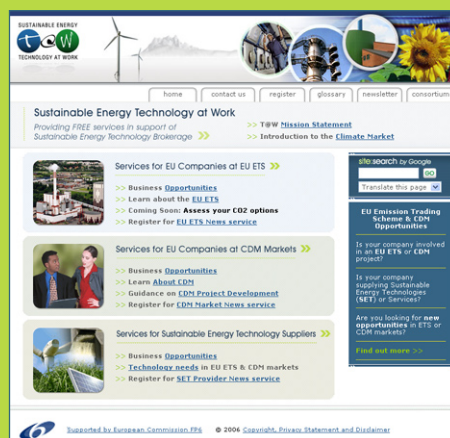 SUSTAINABLE ENERGY
t@w
TECHNOLOGY AT WORK
home
contact us
register
glossary
newsletter
consortium
Sustainable Energy Technology at Work
Providing FREE services in support of
Sustainable Energy Technology Brokerage >>
>> T@W Mission Statement
>> Introduction to the Climate Market
Services for EU Companies at EU ETS >>
>> Business Opportunities
>> Learn about the EU ETS
>> Coming Soon: Assess your CO2 options
>> Register for EU ETS News service
Services for EU Companies at CDM Markets >>
>> Business Opportunities
>> Learn About CDM
>> Guidance on CDM Project Development
>> Register for CDM Market News service
Services for Sustainable Energy Technology Suppliers >>
>> Business Opportunities
>> Technology needs in EU ETS & CDM markets
>> Register for SET Provider News service
site:search by Google
GO
Translate this page
EU Emission Trading
Scheme & CDM
Opportunities
Is your company involved
in an EU ETS or CDM
project?
Is your company
supplying Sustainable
Energy Technologies
(SET) or Services?
Are you looking for new
opportunities in ETS or
CDM markets?
Find out more >>
6
Supported by European Commission FP6
© 2006 Copyright, Privacy Statement and Disclaimer